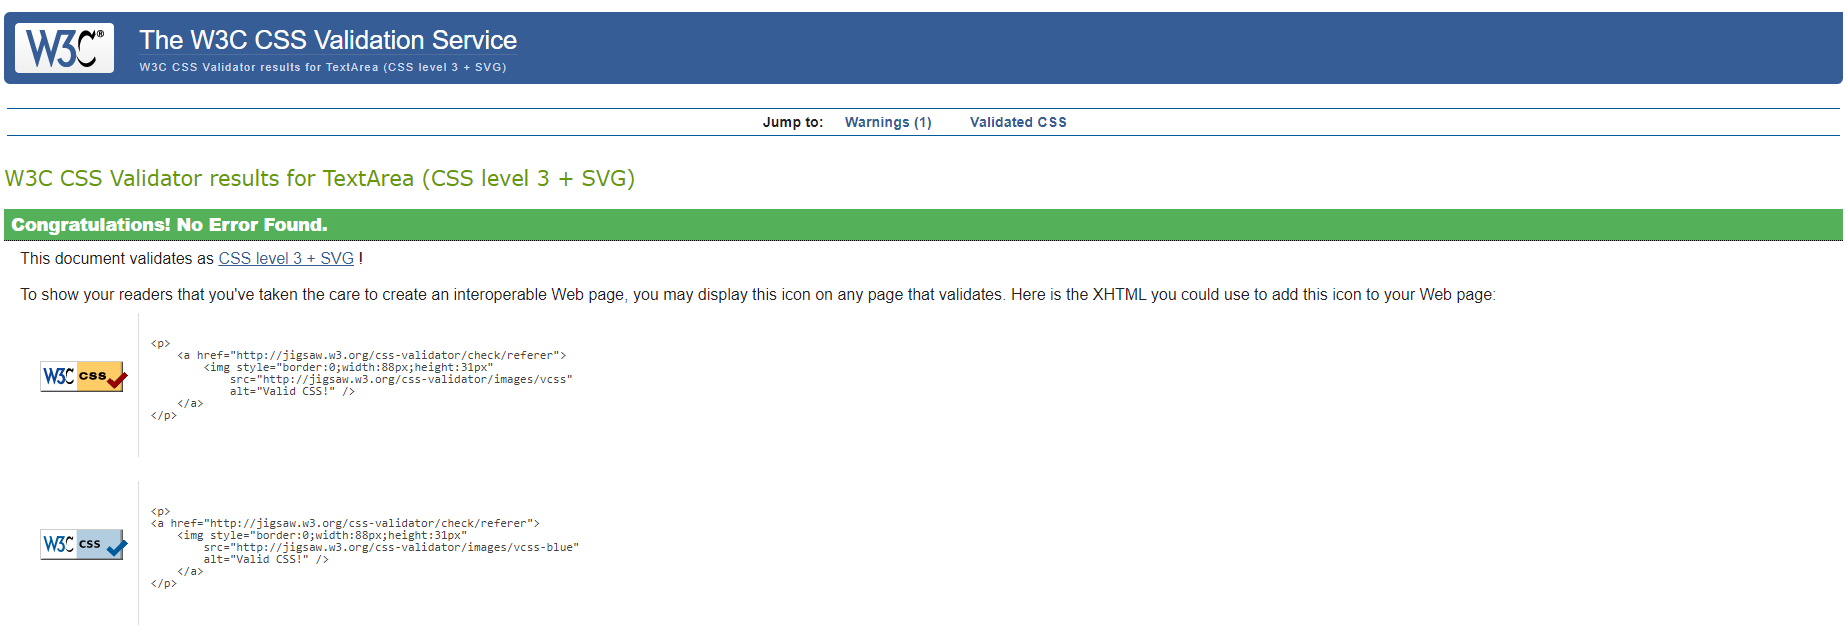 W3C®
The W3C CSS Validation Service
W3C CSS Validator results for TextArea (CSS level 3 + SVG)
Jump to: Warnings (1) Validated CSS
W3C CSS Validator results for TextArea (CSS level 3 + SVG)
Congratulations! No Error Found.
This document validates as CSS level 3 + SVG !
To show your readers that you've taken the care to create an interoperable Web page, you may display this icon on any page that validates. Here is the XHTML you could use to add this icon to your Web page:
W3C CSS
<p>
    <a href="http://jigsaw.w3.org/css-validator/check/referer">
        <img style="border:0;width:88px;height:31px"
            src="http://jigsaw.w3.org/css-validator/images/vcss"
            alt="Valid CSS!" />
    </a>
</p>
W3C CSS
<p>
<a href="http://jigsaw.w3.org/css-validator/check/referer">
    <img style="border:0;width:88px;height:31px"
        src="http://jigsaw.w3.org/css-validator/images/vcss-blue"
        alt="Valid CSS!" />
    </a>
</p>